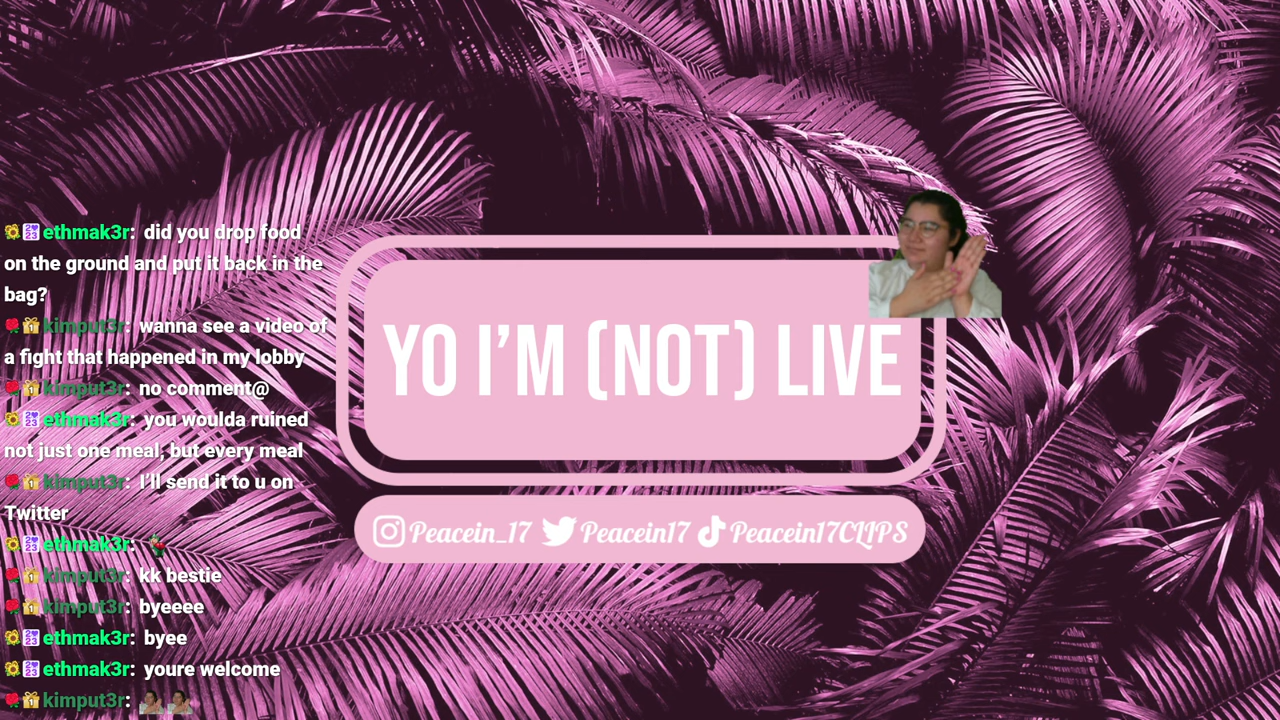 ethmak3r: did you drop food
on the ground and put it back in the
bag?
kimput3r: wanna see a video of
a fight that happened in my lobby
kimput3r: no comment@
ethmak3r: you woulda ruined
not just one meal, but every meal
kimput3r: I'll send it to u on
Twitter
ethmak3r:
kimput3r: kk bestie
kimput3r: byeeee
ethmak3r: byee
ethmak3r: youre welcome
kimput3r:
YO I'M (NOT) LIVE
Peacein_17 Peacein17 Peacein17CLIPS